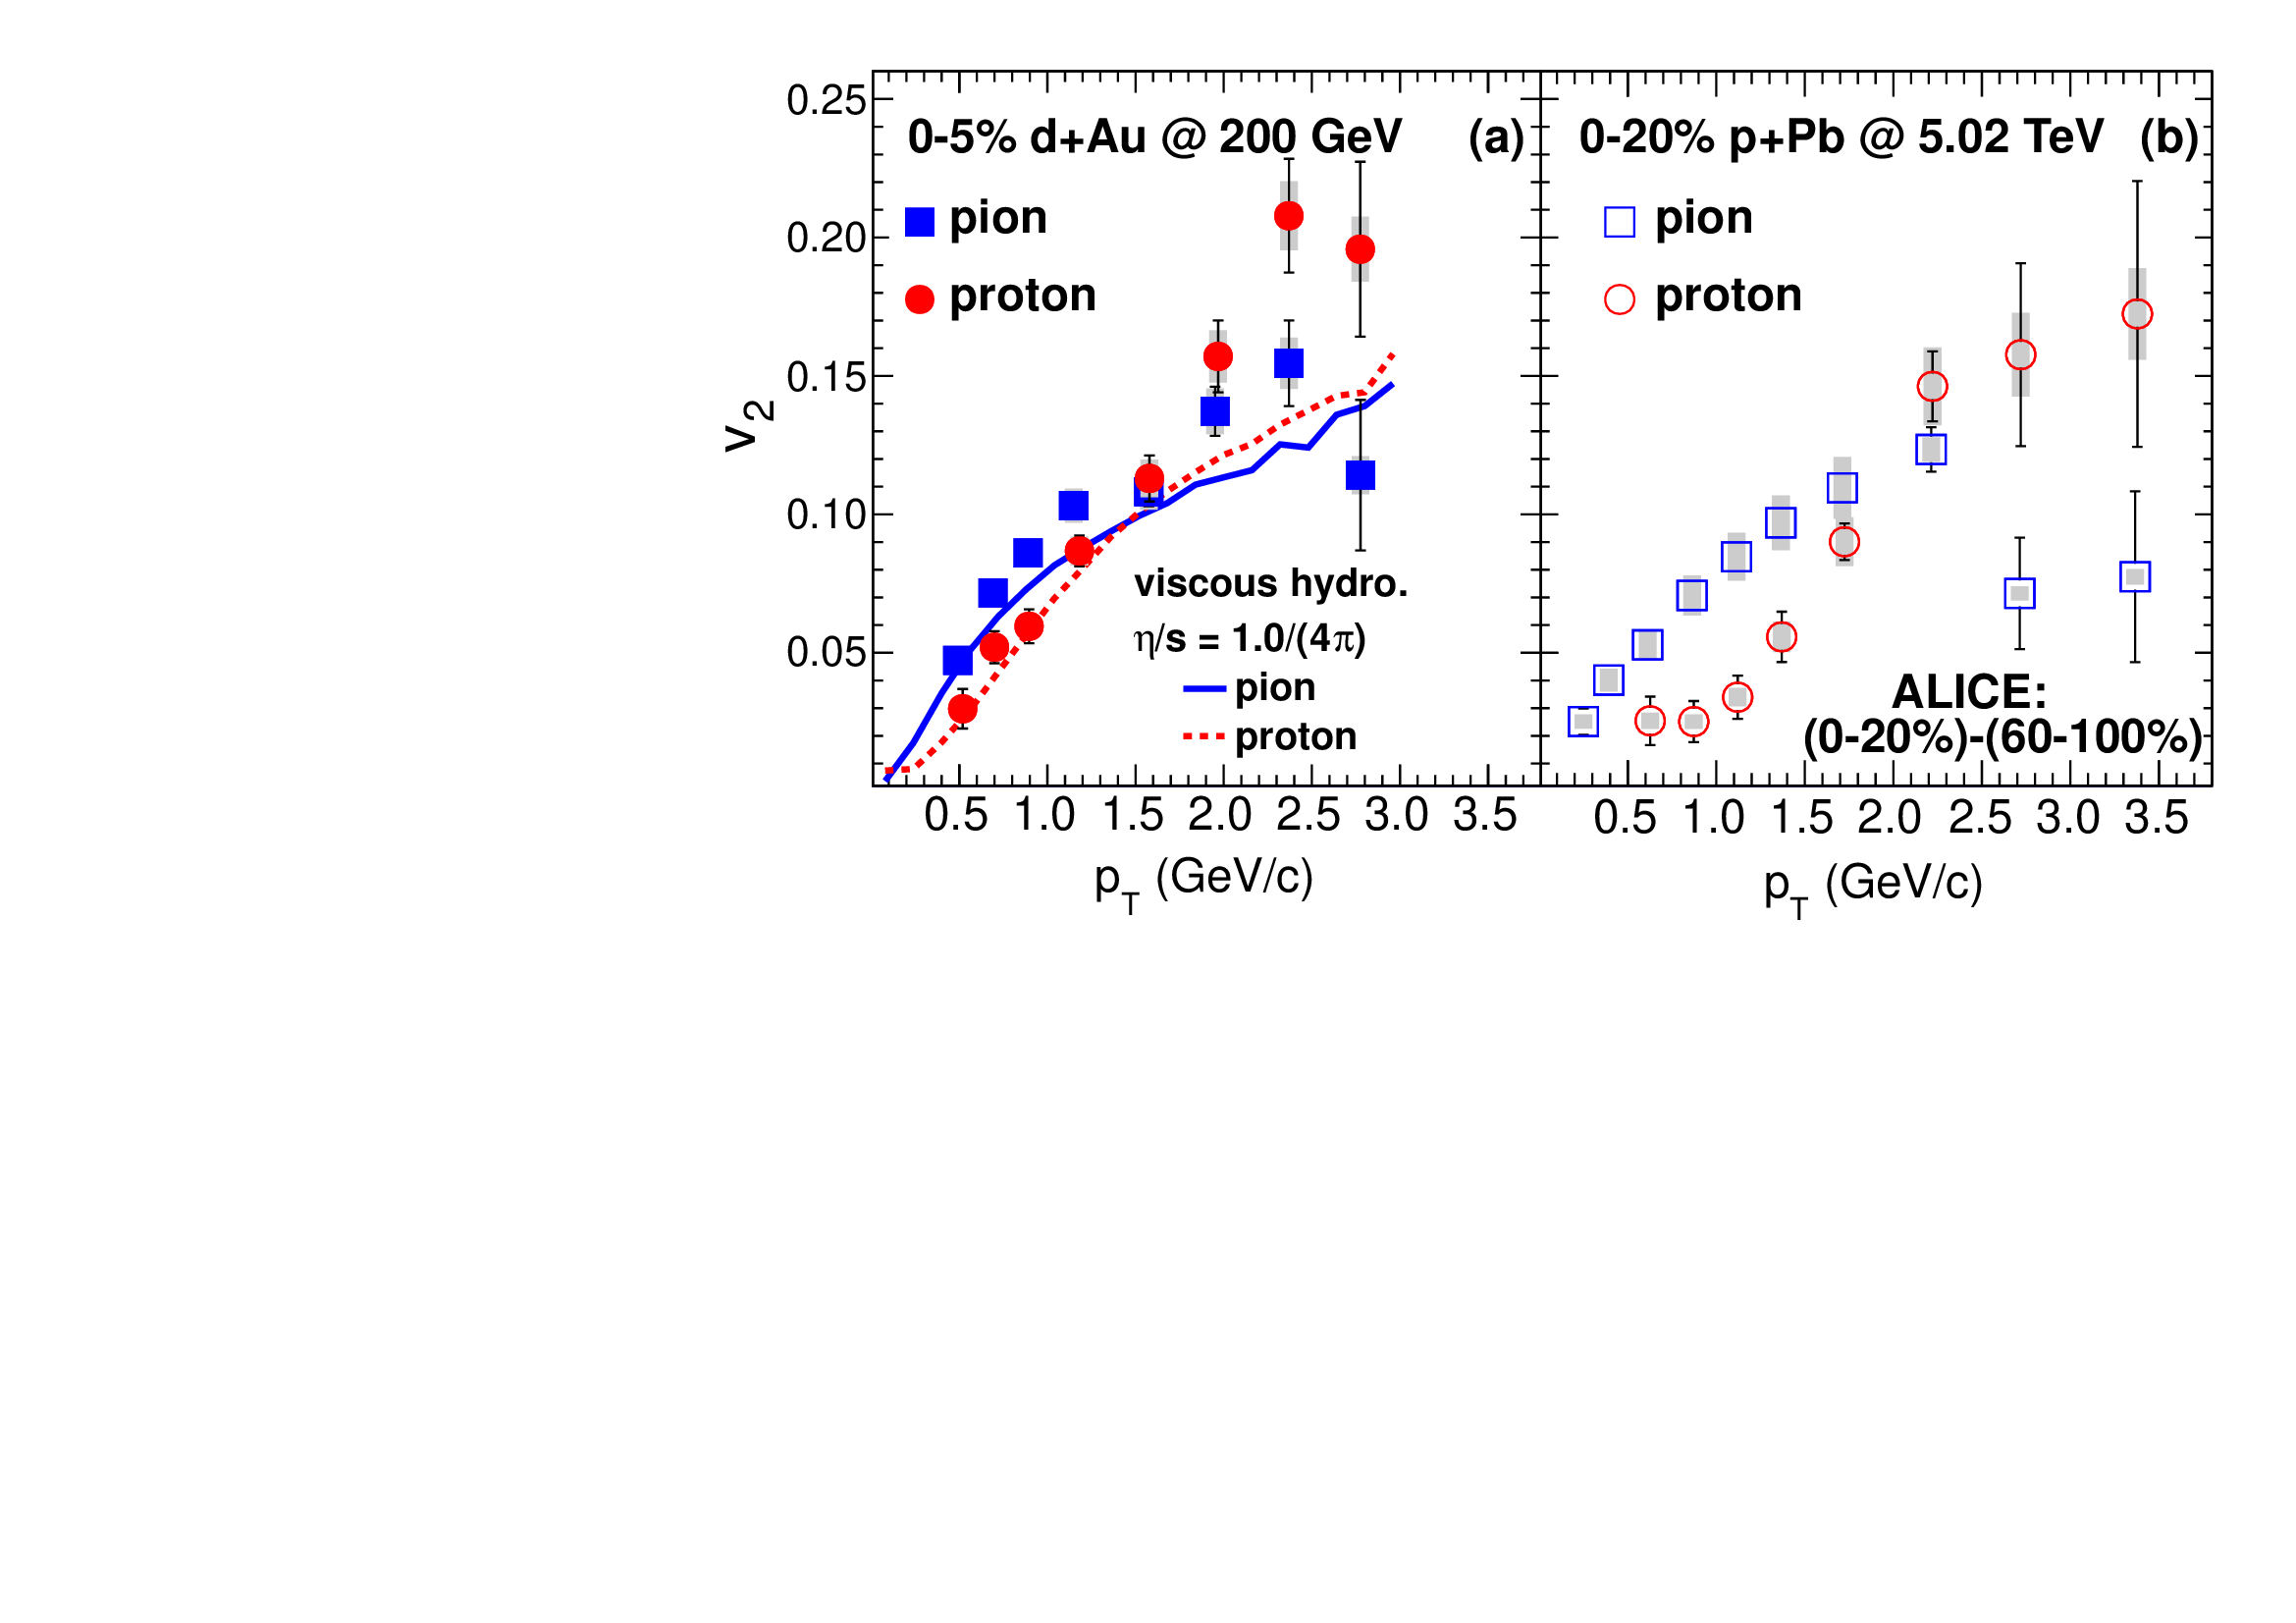 0-5% d+Au @ 200 GeV (a)
pion
proton
viscous hydro.
η/s = 1.0/(4π)
pion
proton
v2
0.25
0.20
0.15
0.10
0.05
0.5 1.0 1.5 2.0 2.5 3.0 3.5
pT (GeV/c)
0-20% p+Pb @ 5.02 TeV (b)
pion
proton
ALICE:
(0-20%)-(60-100%)
0.5 1.0 1.5 2.0 2.5 3.0 3.5
pT (GeV/c)